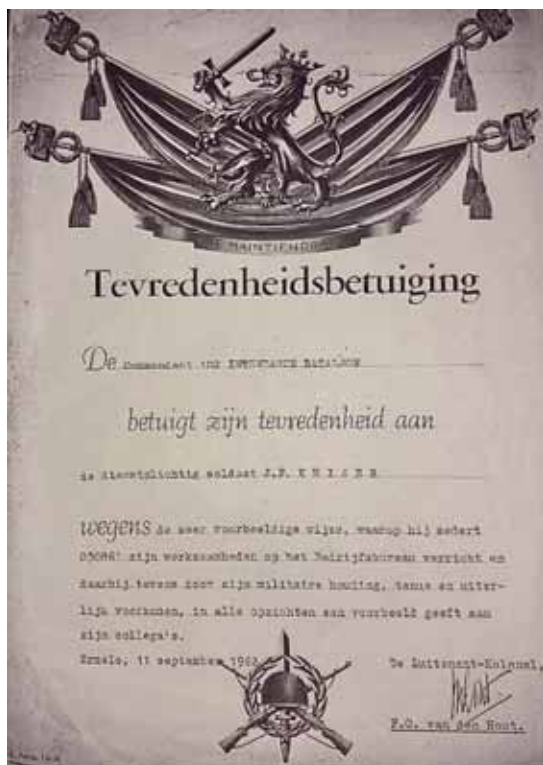 JE MAINTIENDRAI
Tevredenheidsbetuiging
De Commandant 102 BATALJON
betuigt zijn tevredenheid aan
de dienstplichtig soldaat J.P.
wegens de zeer voorbeeldige wijze, waarop hij sedert
zijn werkzaamheden op het Bedrijfsbureau verricht en
daarbij tevens door zijn militaire houding, tenue en uiter-
lijk voorkomen, in alle opzichten een voorbeeld geeft aan
zijn collega's.
Ermelo, 11 september
De Luitenant-Kolonel,
van den Hout.